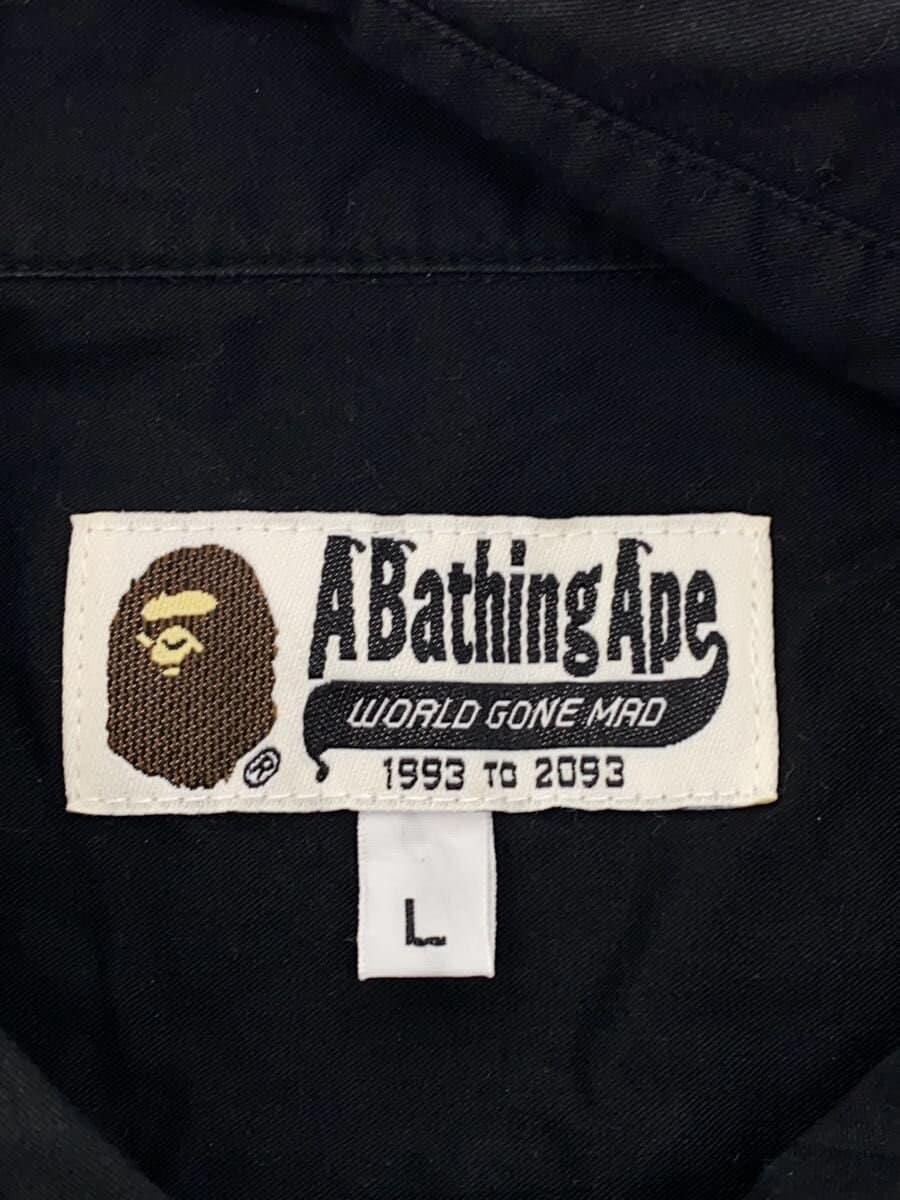 A Bathing Ape
WORLD GONE MAD
1993 TO 2093
®
L